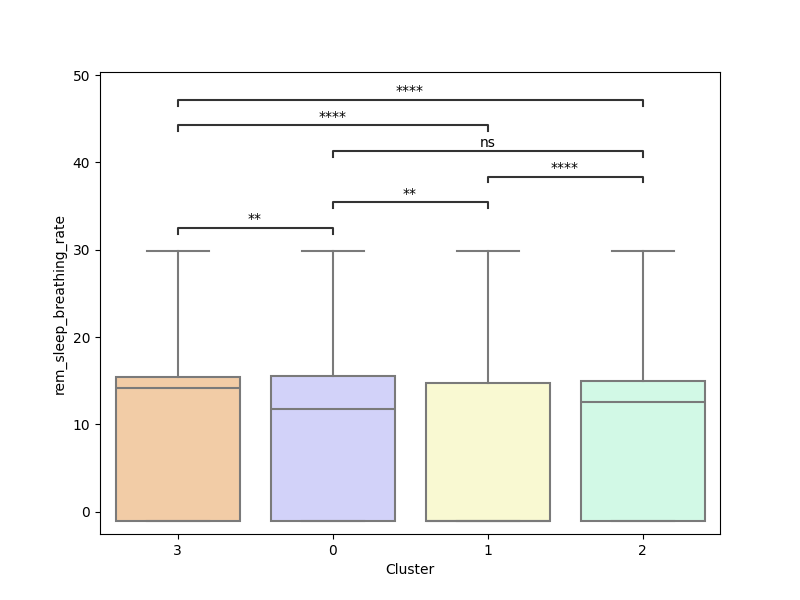 50
****
****
40
ns
****
**
30
**
20
10
0
rem_sleep_breathing_rate
3 0 1 2
Cluster